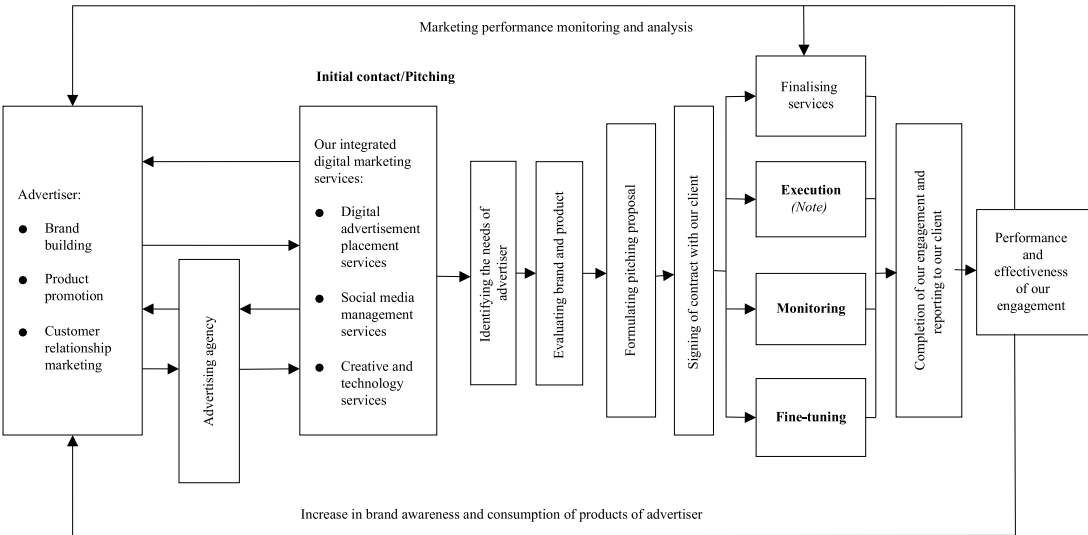 Marketing performance monitoring and analysis
Initial contact/Pitching
Advertiser:
● Brand
building
● Product
promotion
● Customer
relationship
marketing
Advertising agency
Our integrated
digital marketing
services:
● Digital
advertisement
placement
services
● Social media
management
services
● Creative and
technology
services
Identifying the needs of
advertiser
Evaluating brand and product
Formulating pitching proposal
Signing of contract with our client
Finalising
services
Execution
(Note)
Monitoring
Fine-tuning
Completion of our engagement and
reporting to our client
Performance
and
effectiveness
of our
engagement
Increase in brand awareness and consumption of products of advertiser